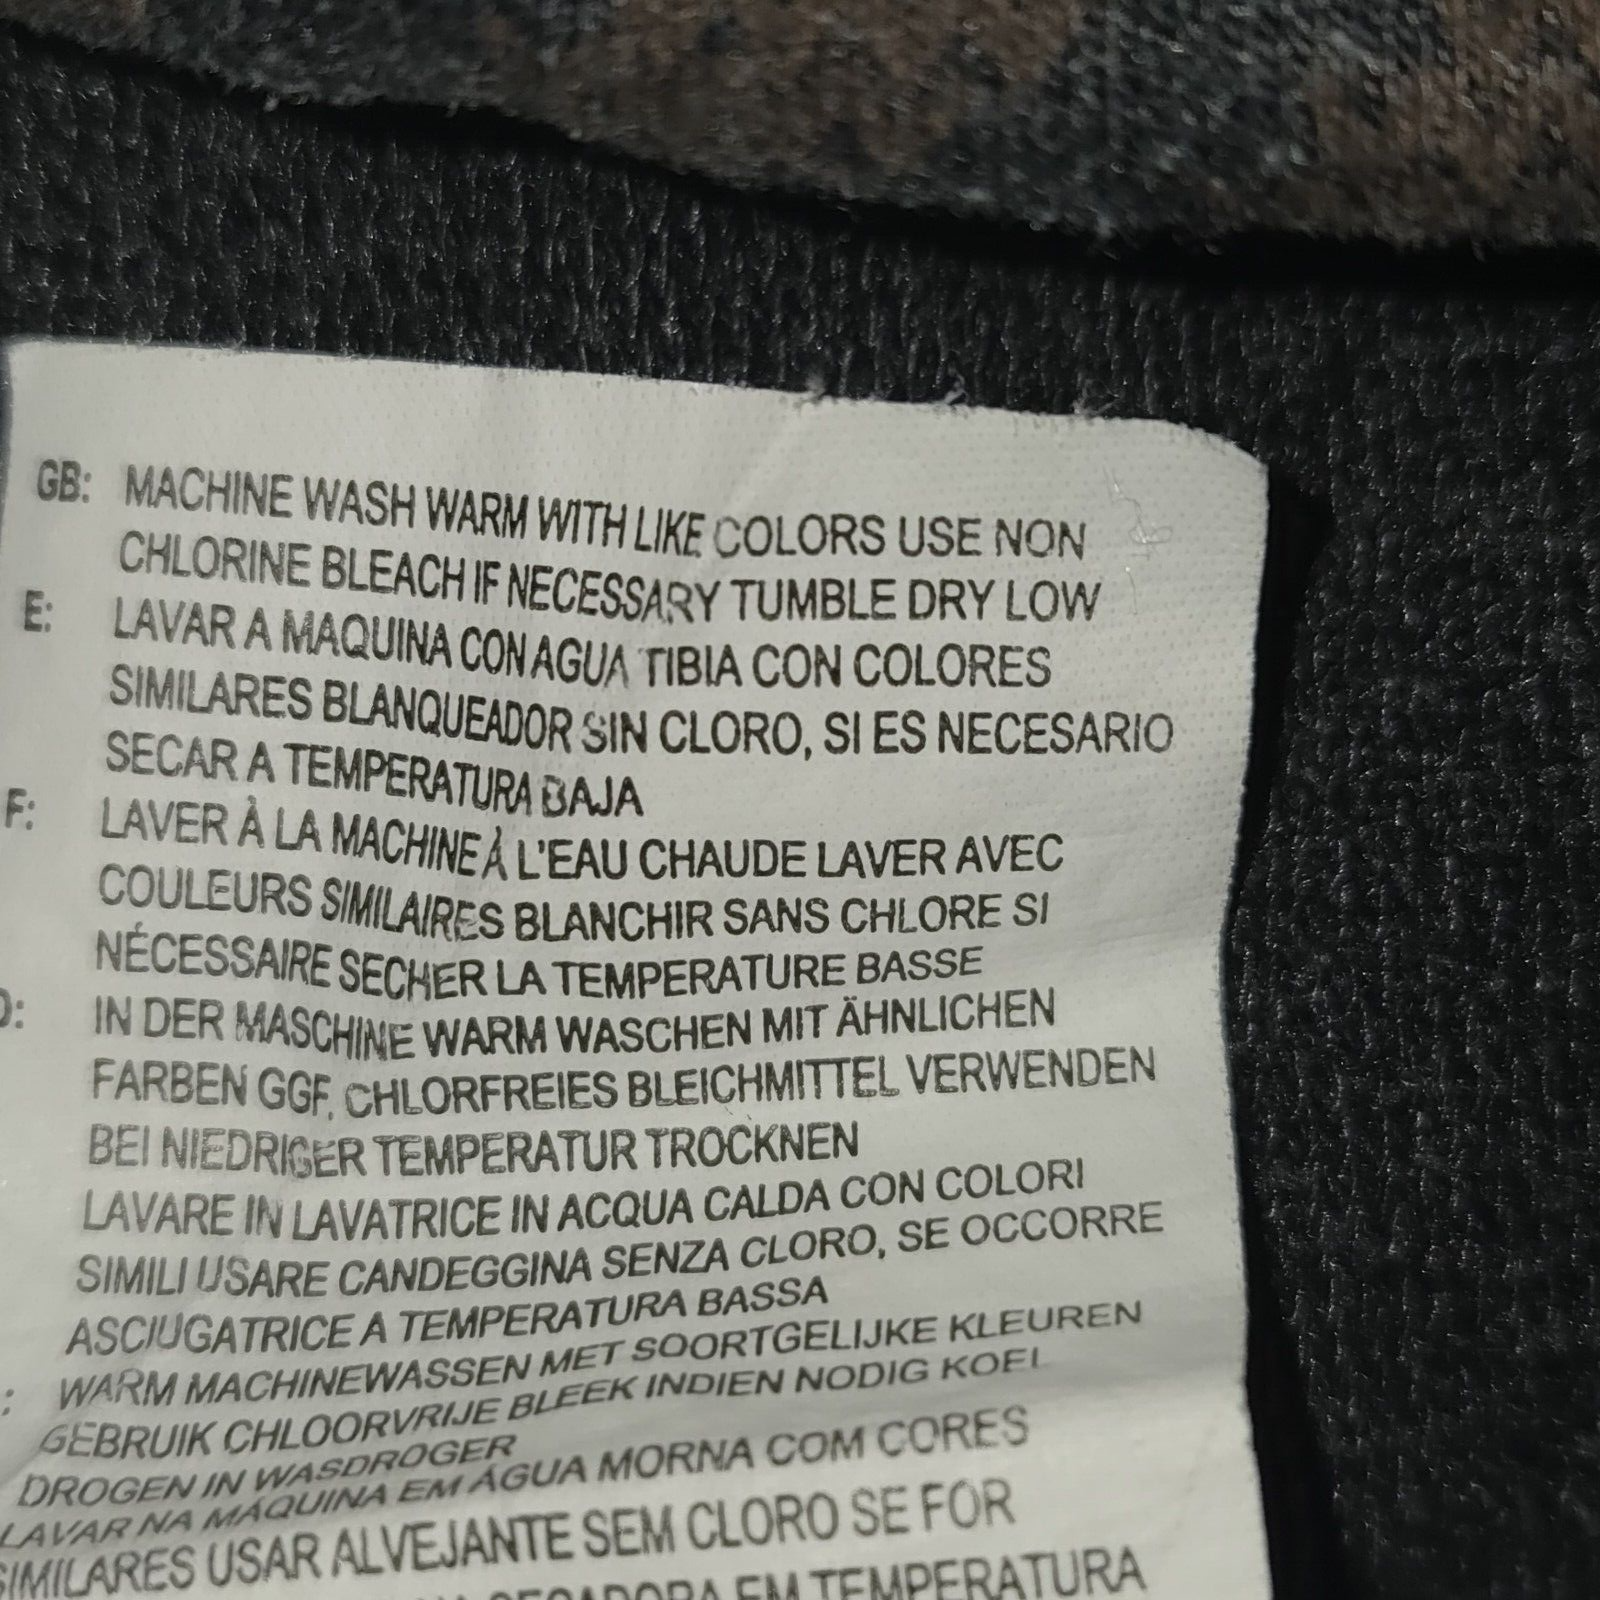 GB: MACHINE WASH WARM WITH LIKE COLORS USE NON
CHLORINE BLEACH IF NECESSARY TUMBLE DRY LOW
E: LAVAR A MAQUINA CON AGUA TIBIA CON COLORES
SIMILARES BLANQUEADOR SIN CLORO, SI ES NECESARIO
SECAR A TEMPERATURA BAJA
F: LAVER À LA MACHINE À L'EAU CHAUDE LAVER AVEC
COULEURS SIMILAIRES BLANCHIR SANS CHLORE SI
NÉCESSAIRE SECHER LA TEMPERATURE BASSE
D: IN DER MASCHINE WARM WASCHEN MIT ÄHNLICHEN
FARBEN GGF. CHLORFREIES BLEICHMITTEL VERWENDEN
BEI NIEDRIGER TEMPERATUR TROCKNEN
LAVARE IN LAVATRICE IN ACQUA CALDA CON COLORI
SIMILI USARE CANDEGGINA SENZA CLORO, SE OCCORRE
ASCIUGATRICE A TEMPERATURA BASSA
: WARM MACHINEWASSEN MET SOORTGELIJKE KLEUREN
GEBRUIK CHLOORVRIJE BLEEK INDIEN NODIG KOEL
DROGEN IN WASDROGER
LAVAR NA MÁQUINA EM ÁGUA MORNA COM CORES
SIMILARES USAR ALVEJANTE SEM CLORO SE FOR
SECADORA EM TEMPERATURA